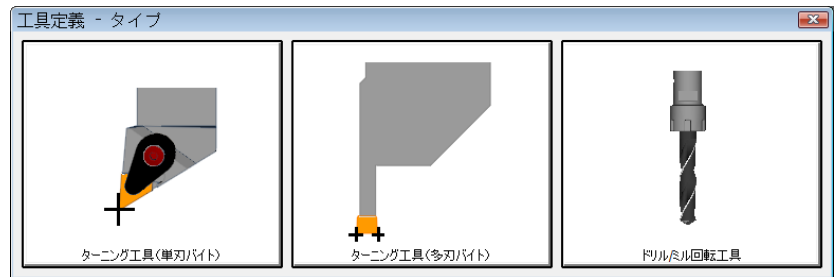 工具定義 - タイプ
ターニング工具(単刃バイト)
ターニング工具(多刃バイト)
ドリル/ミル回転工具